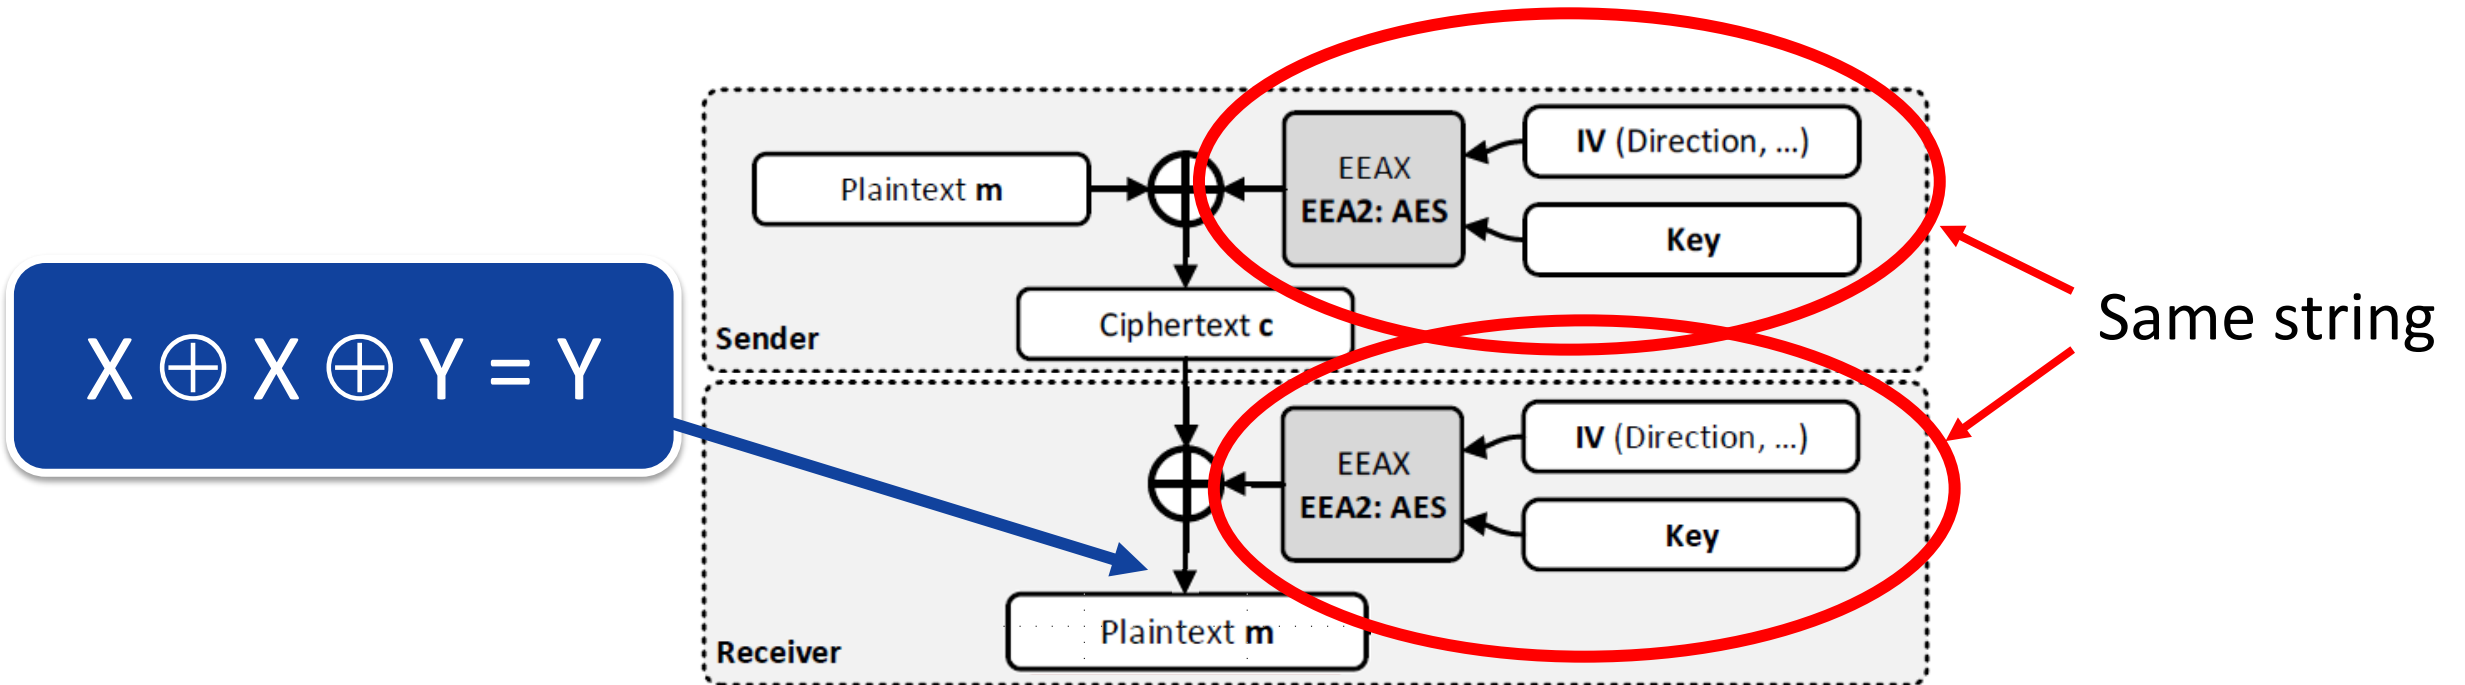 Plaintext m
EEAX
EEA2: AES
IV (Direction, ...)
Key
Ciphertext c
Sender
X ⊕ X ⊕ Y = Y
Same string
EEAX
EEA2: AES
IV (Direction, ...)
Key
Plaintext m
Receiver